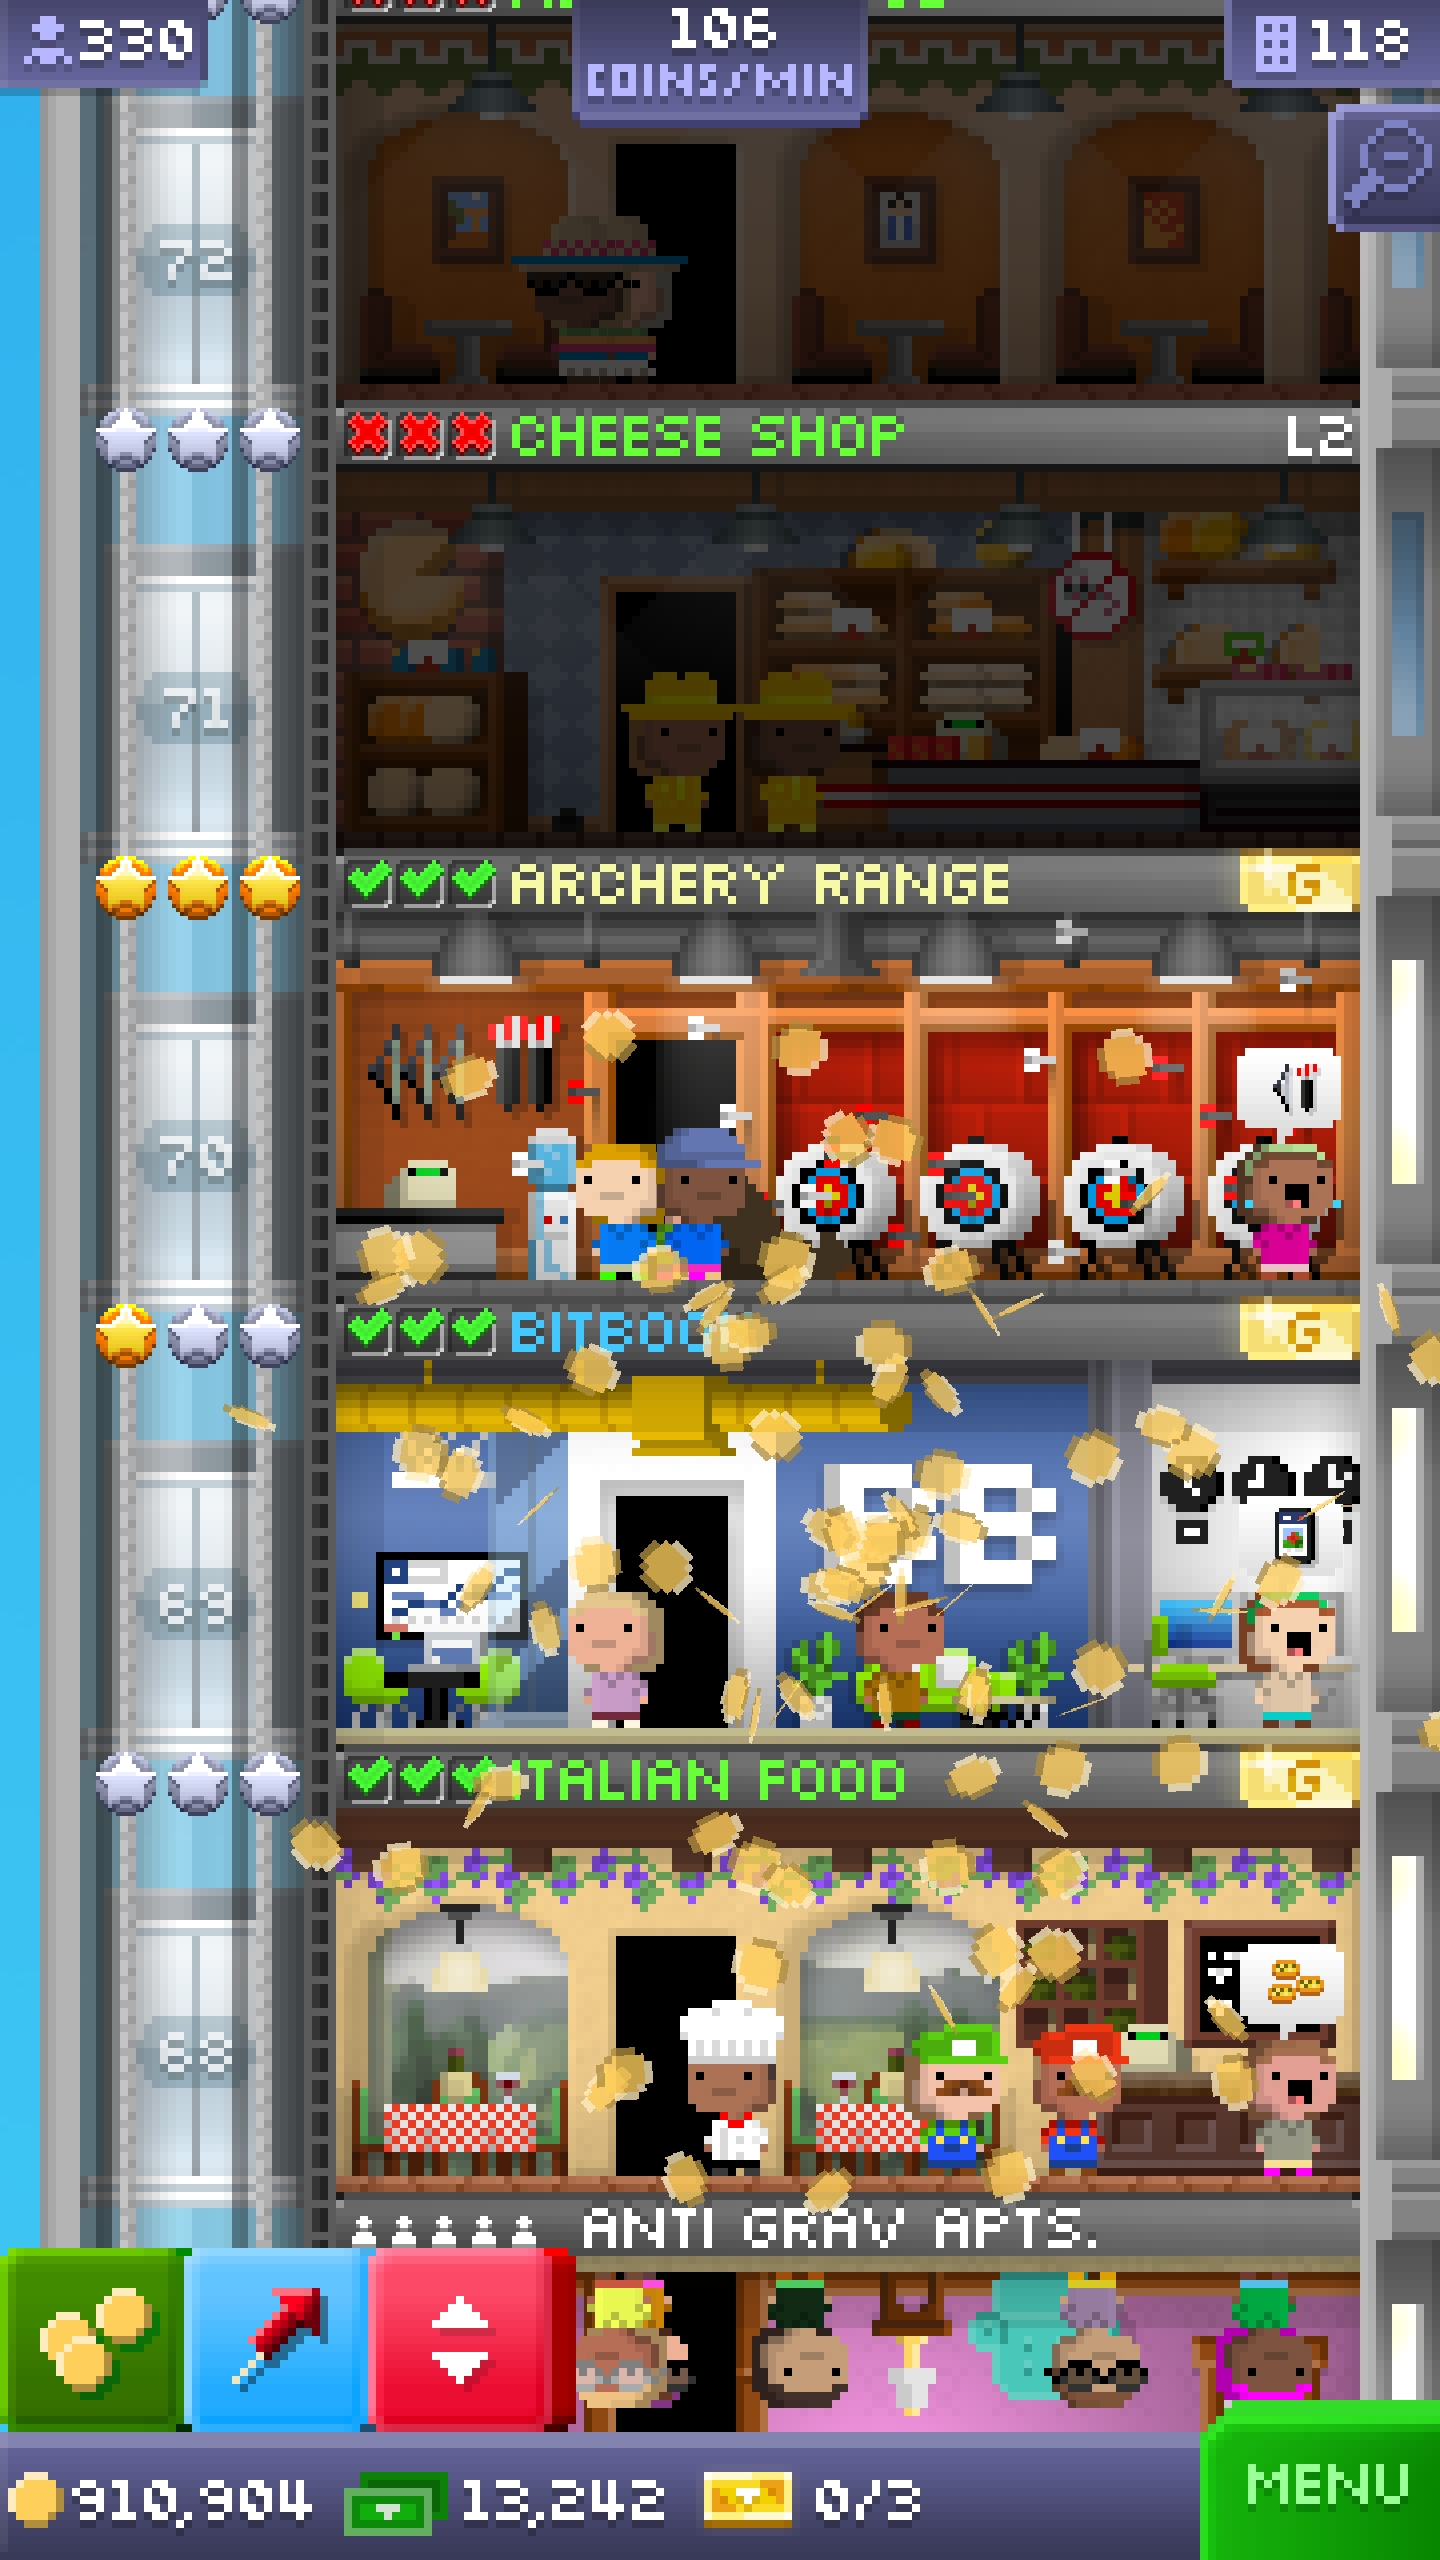 330
106
COINS/MIN
118
72
CHEESE SHOP
L2
71
ARCHERY RANGE
G
70
BITBOO
G
69
ITALIAN FOOD
G
68
ANTI GRAV APTS.
910,904
13,242
0/3
MENU